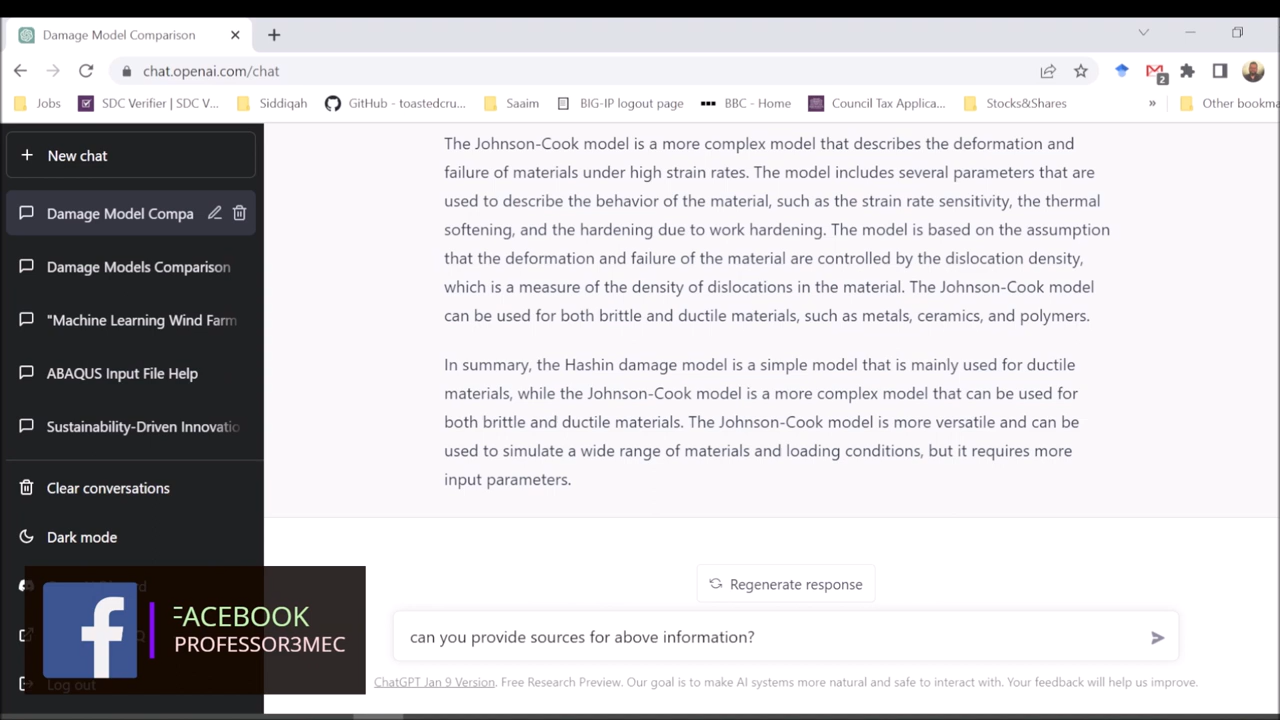 Damage Model Comparison
chat.openai.com/chat
2
Jobs
SDC Verifier | SDC V...
Siddiqah
GitHub - toastedcru...
Saaim
BIG-IP logout page
BBC - Home
Council Tax Applica...
Stocks&Shares
»
Other bookma
New chat
Damage Model Compa
Damage Models Comparison
"Machine Learning Wind Farm
ABAQUS Input File Help
Sustainability-Driven Innovatio
Clear conversations
Dark mode
Log out
The Johnson-Cook model is a more complex model that describes the deformation and
failure of materials under high strain rates. The model includes several parameters that are
used to describe the behavior of the material, such as the strain rate sensitivity, the thermal
softening, and the hardening due to work hardening. The model is based on the assumption
that the deformation and failure of the material are controlled by the dislocation density,
which is a measure of the density of dislocations in the material. The Johnson-Cook model
can be used for both brittle and ductile materials, such as metals, ceramics, and polymers.
In summary, the Hashin damage model is a simple model that is mainly used for ductile
materials, while the Johnson-Cook model is a more complex model that can be used for
both brittle and ductile materials. The Johnson-Cook model is more versatile and can be
used to simulate a wide range of materials and loading conditions, but it requires more
input parameters.
Regenerate response
can you provide sources for above information?
ChatGPT Jan 9 Version. Free Research Preview. Our goal is to make AI systems more natural and safe to interact with. Your feedback will help us improve.
FACEBOOK
PROFESSOR3MEC